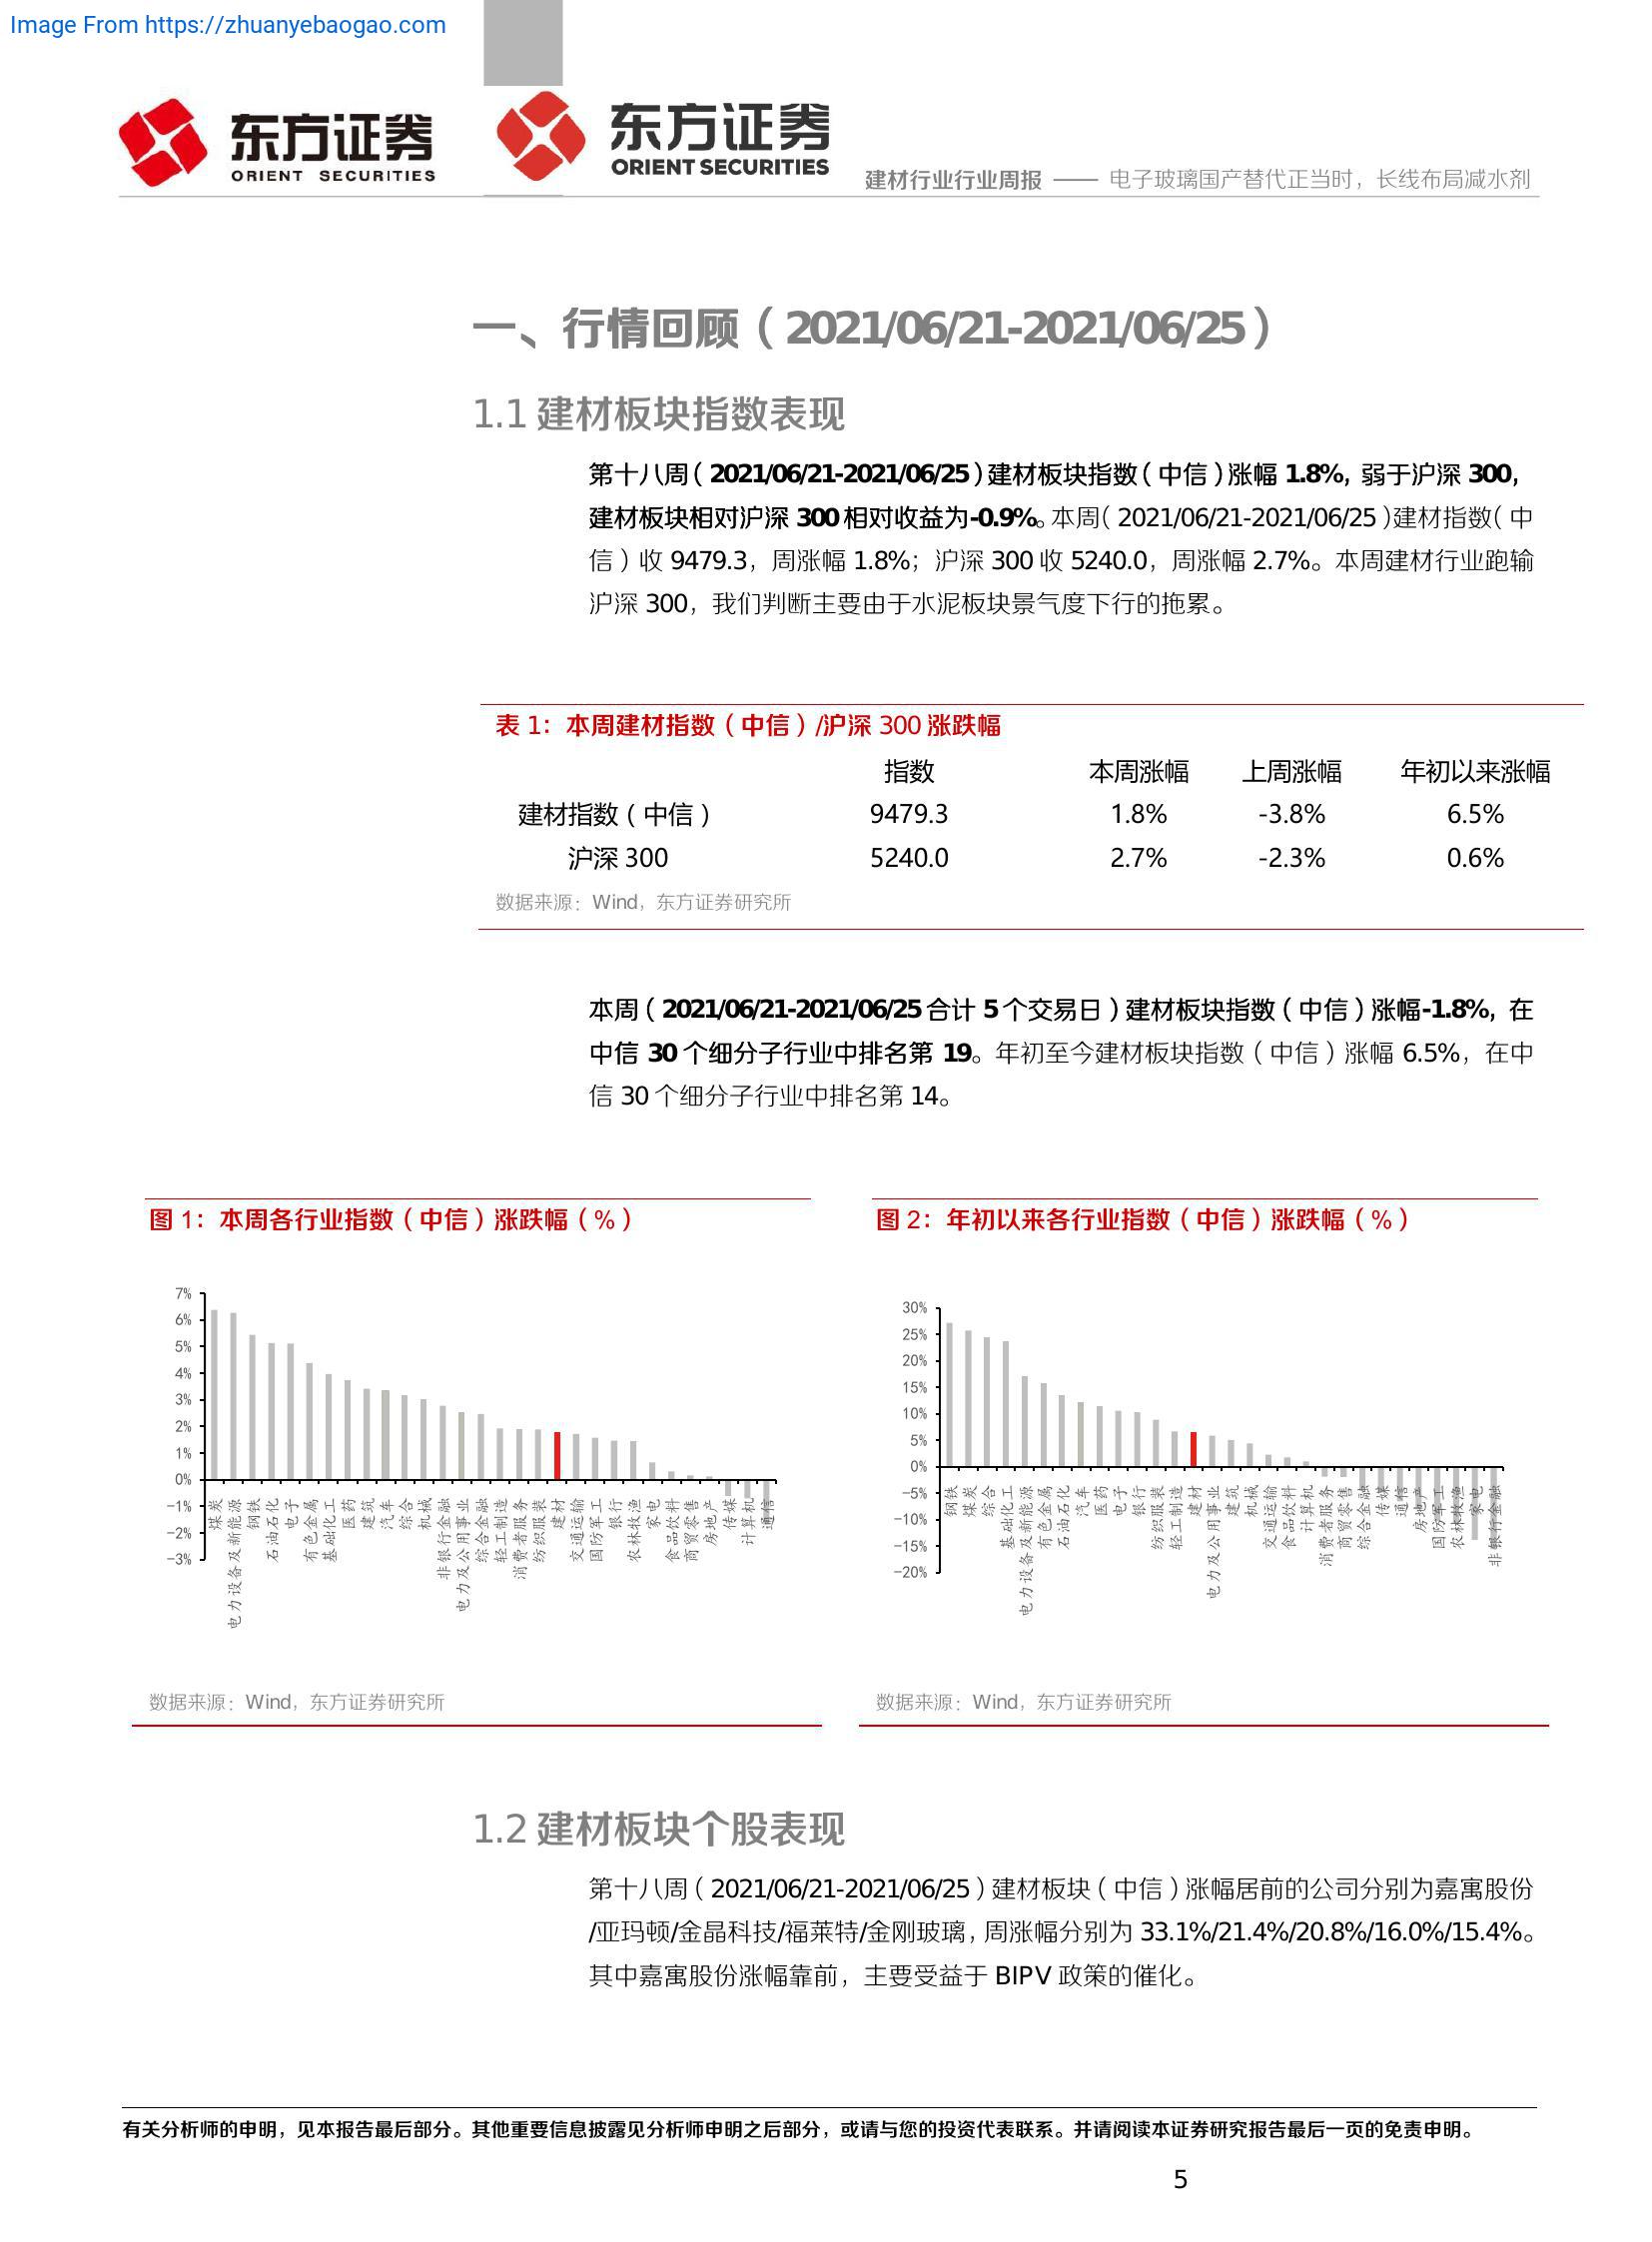 Image From https://zhuanyebaogao.com
东方证券
ORIENT SECURITIES
东方证券
ORIENT SECURITIES
建材行业行业周报 —— 电子玻璃国产替代正当时，长线布局减水剂
一、行情回顾（2021/06/21-2021/06/25）
1.1 建材板块指数表现
第十八周（2021/06/21-2021/06/25）建材板块指数（中信）涨幅 1.8%，弱于沪深 300，
建材板块相对沪深 300 相对收益为-0.9%。本周（2021/06/21-2021/06/25）建材指数（中
信）收 9479.3，周涨幅 1.8%；沪深 300 收 5240.0，周涨幅 2.7%。本周建材行业跑输
沪深 300，我们判断主要由于水泥板块景气度下行的拖累。
表 1：本周建材指数（中信）/沪深 300 涨跌幅
指数 本周涨幅 上周涨幅 年初以来涨幅
建材指数（中信） 9479.3 1.8% -3.8% 6.5%
沪深 300 5240.0 2.7% -2.3% 0.6%
数据来源：Wind，东方证券研究所
本周（2021/06/21-2021/06/25 合计 5 个交易日）建材板块指数（中信）涨幅-1.8%，在
中信 30 个细分子行业中排名第 19。年初至今建材板块指数（中信）涨幅 6.5%，在中
信 30 个细分子行业中排名第 14。
图 1：本周各行业指数（中信）涨跌幅（%）
7%
6%
5%
4%
3%
2%
1%
0%
-1%
-2%
-3%
煤炭
电力设备及新能源
钢铁
石油石化
电子
有色金属
基础化工
医药
建筑
汽车
综合
机械
非银行金融
电力及公用事业
综合金融
轻工制造
消费者服务
纺织服装
建材
交通运输
国防军工
银行
农林牧渔
家电
食品饮料
商贸零售
房地产
传媒
计算机
通信
数据来源：Wind，东方证券研究所
图 2：年初以来各行业指数（中信）涨跌幅（%）
30%
25%
20%
15%
10%
5%
0%
-5%
-10%
-15%
-20%
钢铁
煤炭
综合
基础化工
电力设备及新能源
有色金属
石油石化
汽车
医药
电子
银行
纺织服装
轻工制造
建材
电力及公用事业
建筑
机械
交通运输
食品饮料
计算机
消费者服务
商贸零售
综合金融
传媒
通信
房地产
国防军工
农林牧渔
家电
非银行金融
数据来源：Wind，东方证券研究所
1.2 建材板块个股表现
第十八周（2021/06/21-2021/06/25）建材板块（中信）涨幅居前的公司分别为嘉寓股份
/亚玛顿/金晶科技/福莱特/金刚玻璃，周涨幅分别为 33.1%/21.4%/20.8%/16.0%/15.4%。
其中嘉寓股份涨幅靠前，主要受益于 BIPV 政策的催化。
有关分析师的申明，见本报告最后部分。其他重要信息披露见分析师申明之后部分，或请与您的投资代表联系。并请阅读本证券研究报告最后一页的免责申明。
5